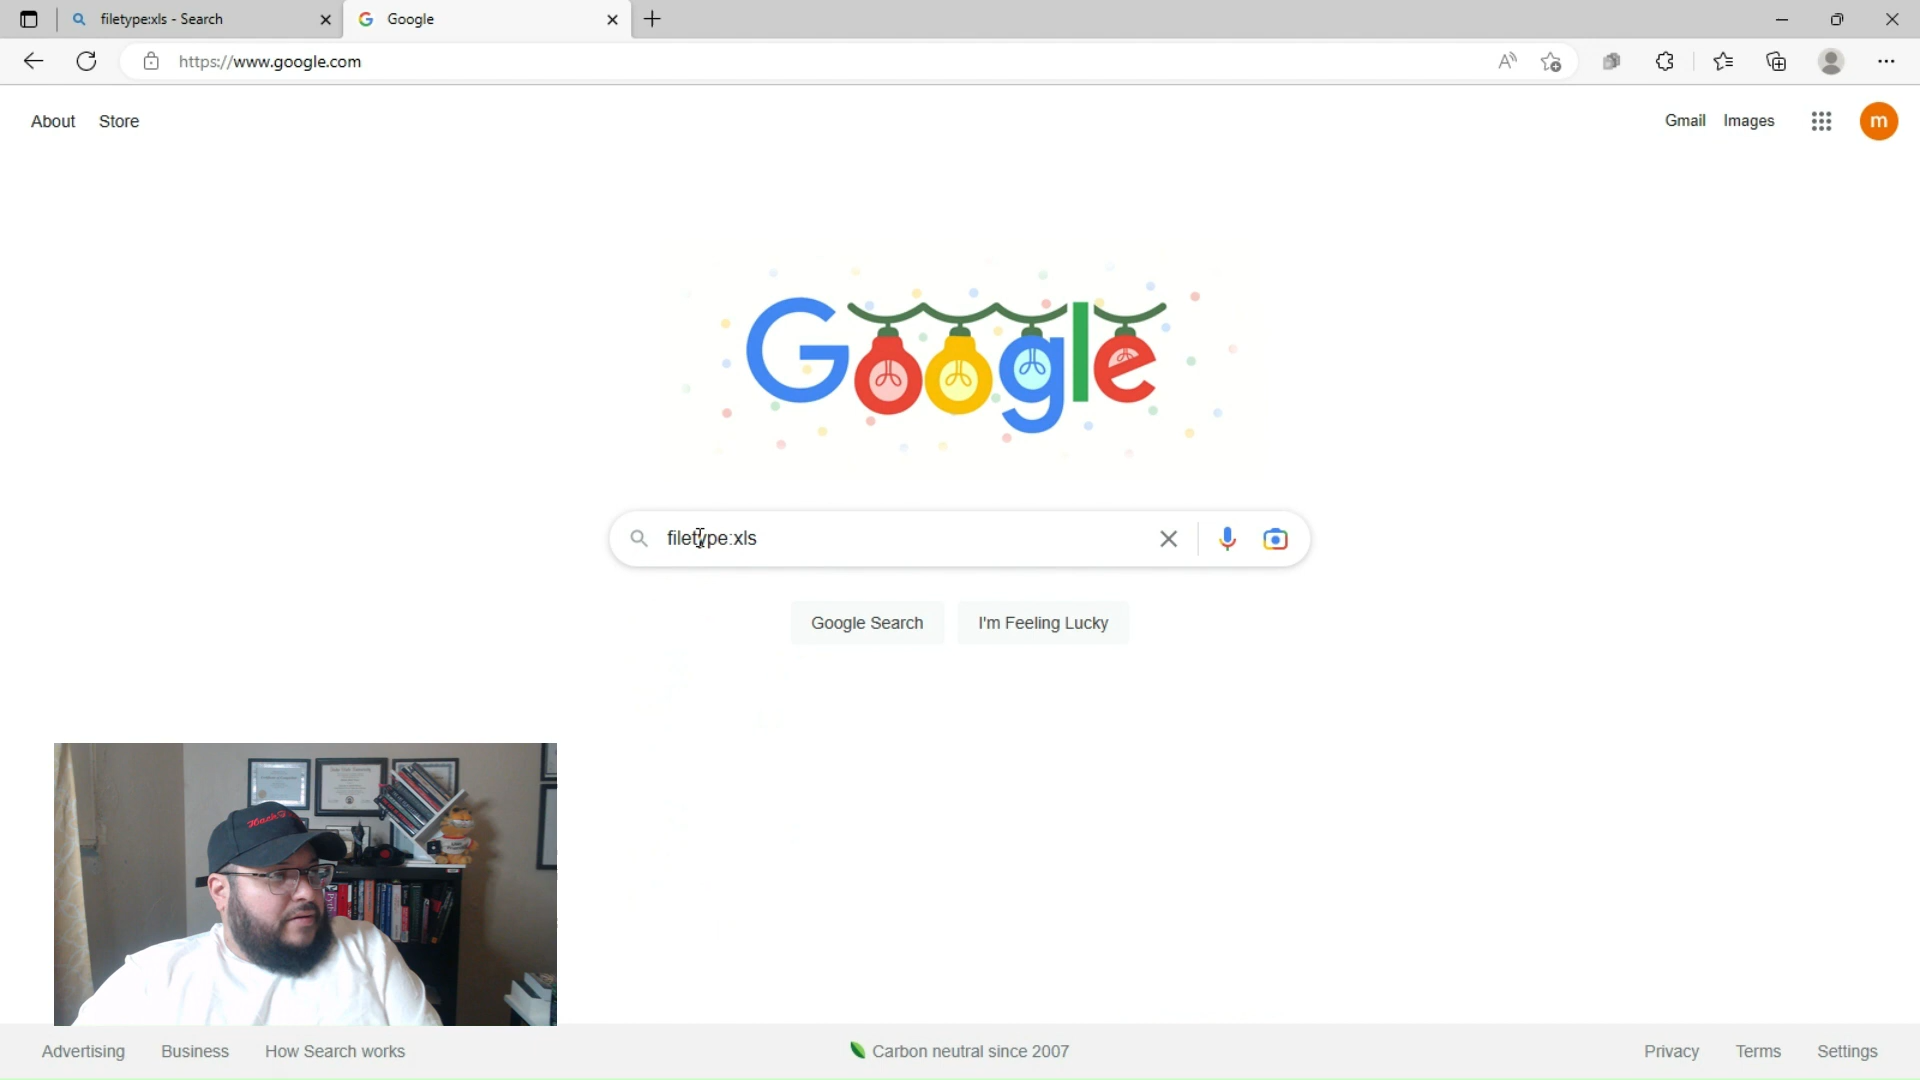 filetype:xls - Search
Google
https://www.google.com
About
Store
Gmail
Images
m
Google
filetype:xls
Google Search
I'm Feeling Lucky
Advertising
Business
How Search works
Carbon neutral since 2007
Privacy
Terms
Settings